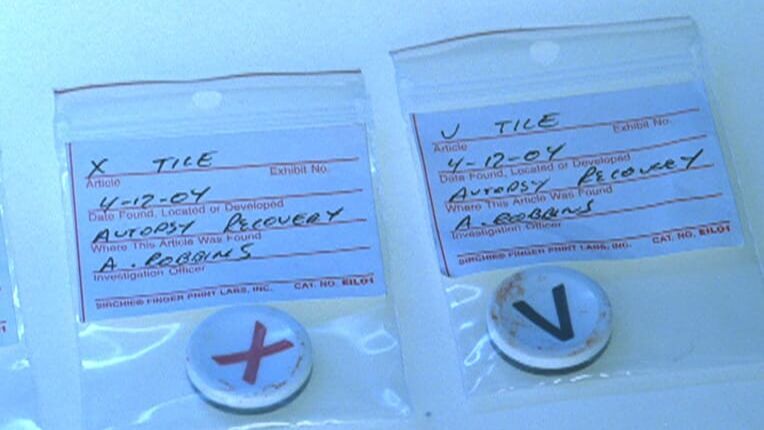 X TILE
Article
Exhibit No.
4-12-04
Date Found, Located or Developed
AUTOPSY RECOVERY
Where This Article Was Found
A. ROBBINS
Investigation Officer
SIRCHIE® FINGER PRINT LABS, INC. CAT. NO. EIL01
X
V TILE
Article
Exhibit No.
4-12-04
Date Found, Located or Developed
AUTOPSY RECOVERY
Where This Article Was Found
A. ROBBINS
Investigation Officer
SIRCHIE® FINGER PRINT LABS, INC. CAT. NO. EIL01
V